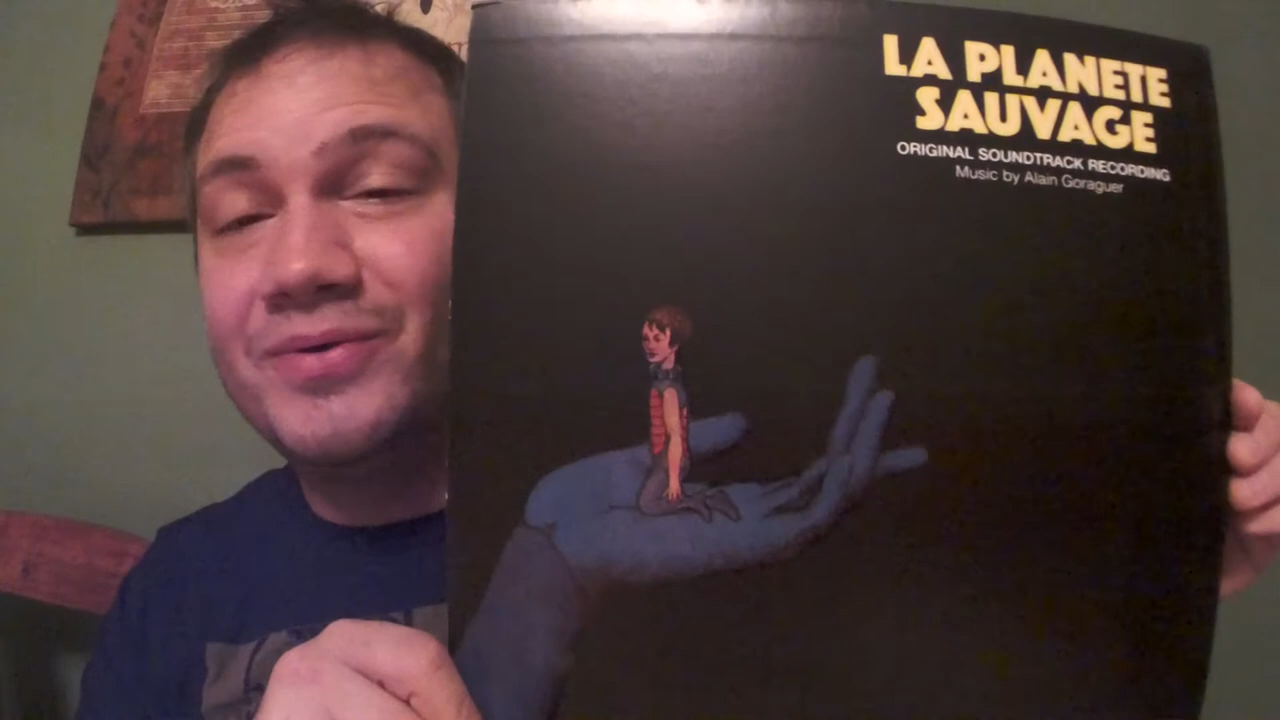 LA PLANETE
SAUVAGE
ORIGINAL SOUNDTRACK RECORDING
Music by Alain Goraguer